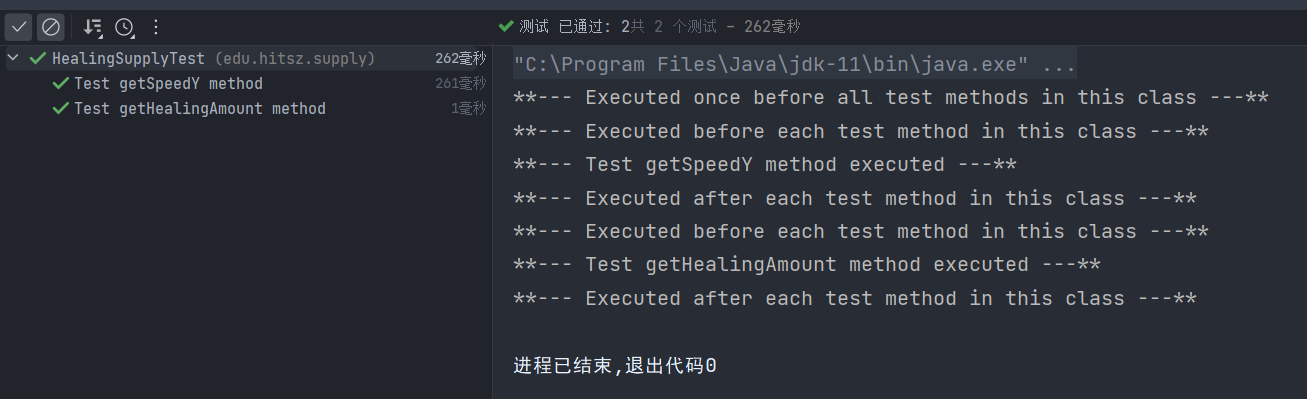 测试 已通过: 2共 2 个测试 – 262毫秒
HealingSupplyTest (edu.hitsz.supply) 262毫秒
Test getSpeedY method 261毫秒
Test getHealingAmount method 1毫秒
"C:\Program Files\Java\jdk-11\bin\java.exe" ...
**--- Executed once before all test methods in this class ---**
**--- Executed before each test method in this class ---**
**--- Test getSpeedY method executed ---**
**--- Executed after each test method in this class ---**
**--- Executed before each test method in this class ---**
**--- Test getHealingAmount method executed ---**
**--- Executed after each test method in this class ---**
进程已结束,退出代码0